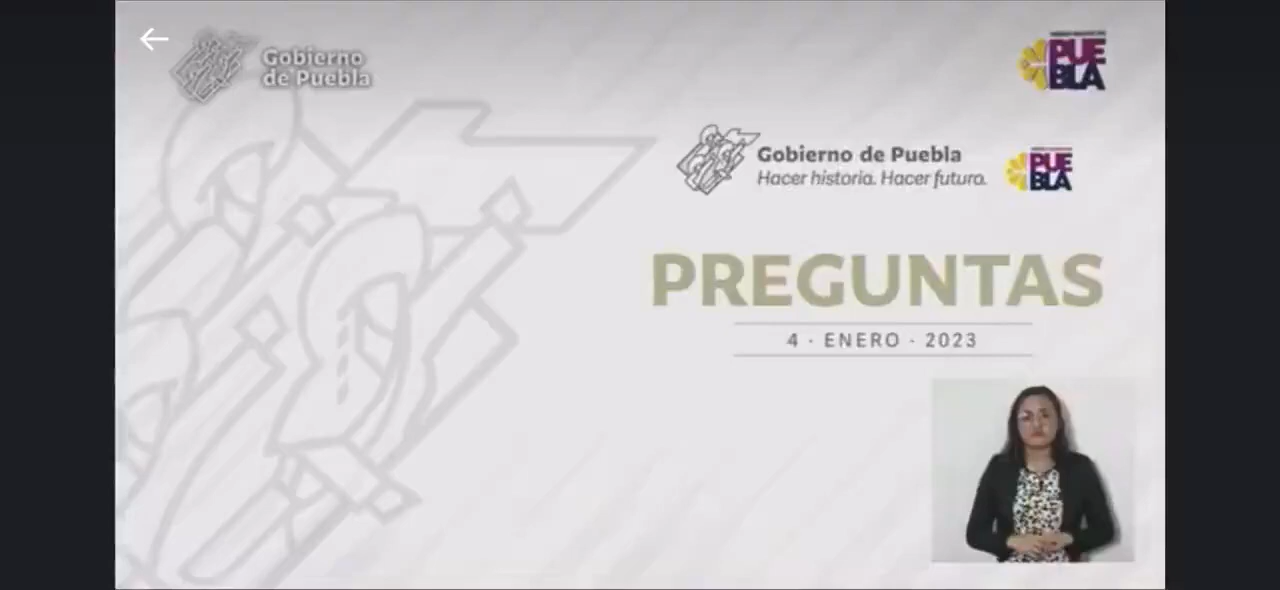 Gobierno
de Puebla
PUE
BLA
Gobierno de Puebla
Hacer historia. Hacer futuro.
PUE
BLA
PREGUNTAS
4 · ENERO · 2023